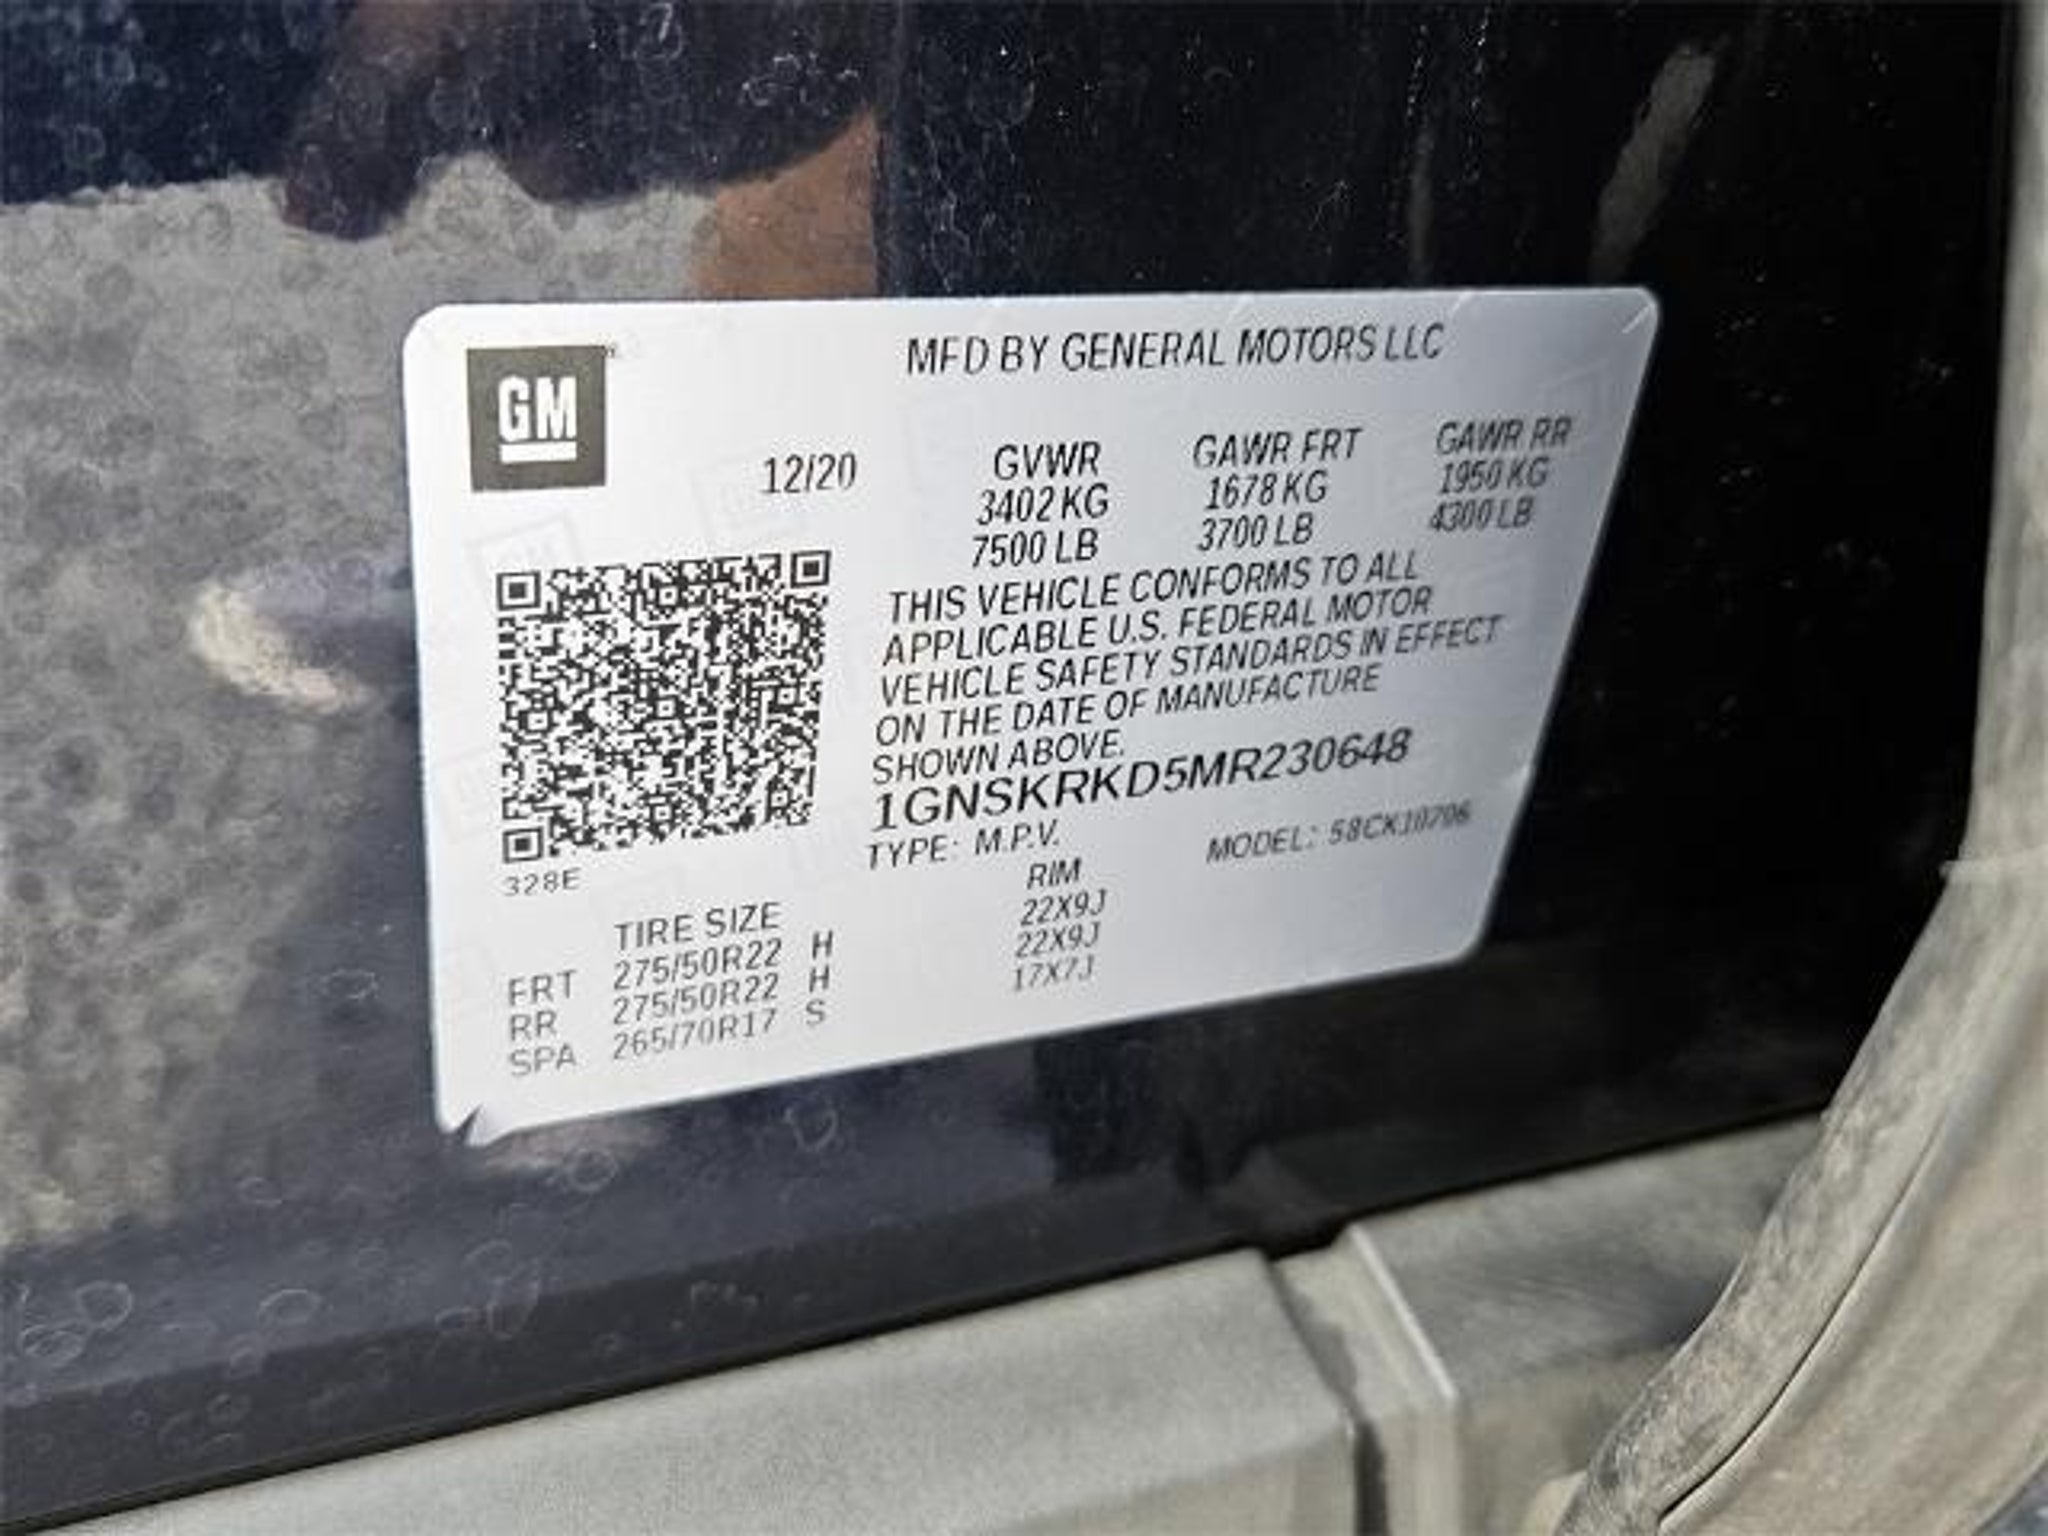 GM
MFD BY GENERAL MOTORS LLC
12/20
GVWR GAWR FRT GAWR RR
3402 KG 1678 KG 1950 KG
7500 LB 3700 LB 4300 LB
THIS VEHICLE CONFORMS TO ALL
APPLICABLE U.S. FEDERAL MOTOR
VEHICLE SAFETY STANDARDS IN EFFECT
ON THE DATE OF MANUFACTURE
SHOWN ABOVE.
1GNSKRKD5MR230648
TYPE: M.P.V. MODEL: 58CK10706
328E
TIRE SIZE RIM
FRT 275/50R22 H 22X9J
RR 275/50R22 H 22X9J
SPA 265/70R17 S 17X7J